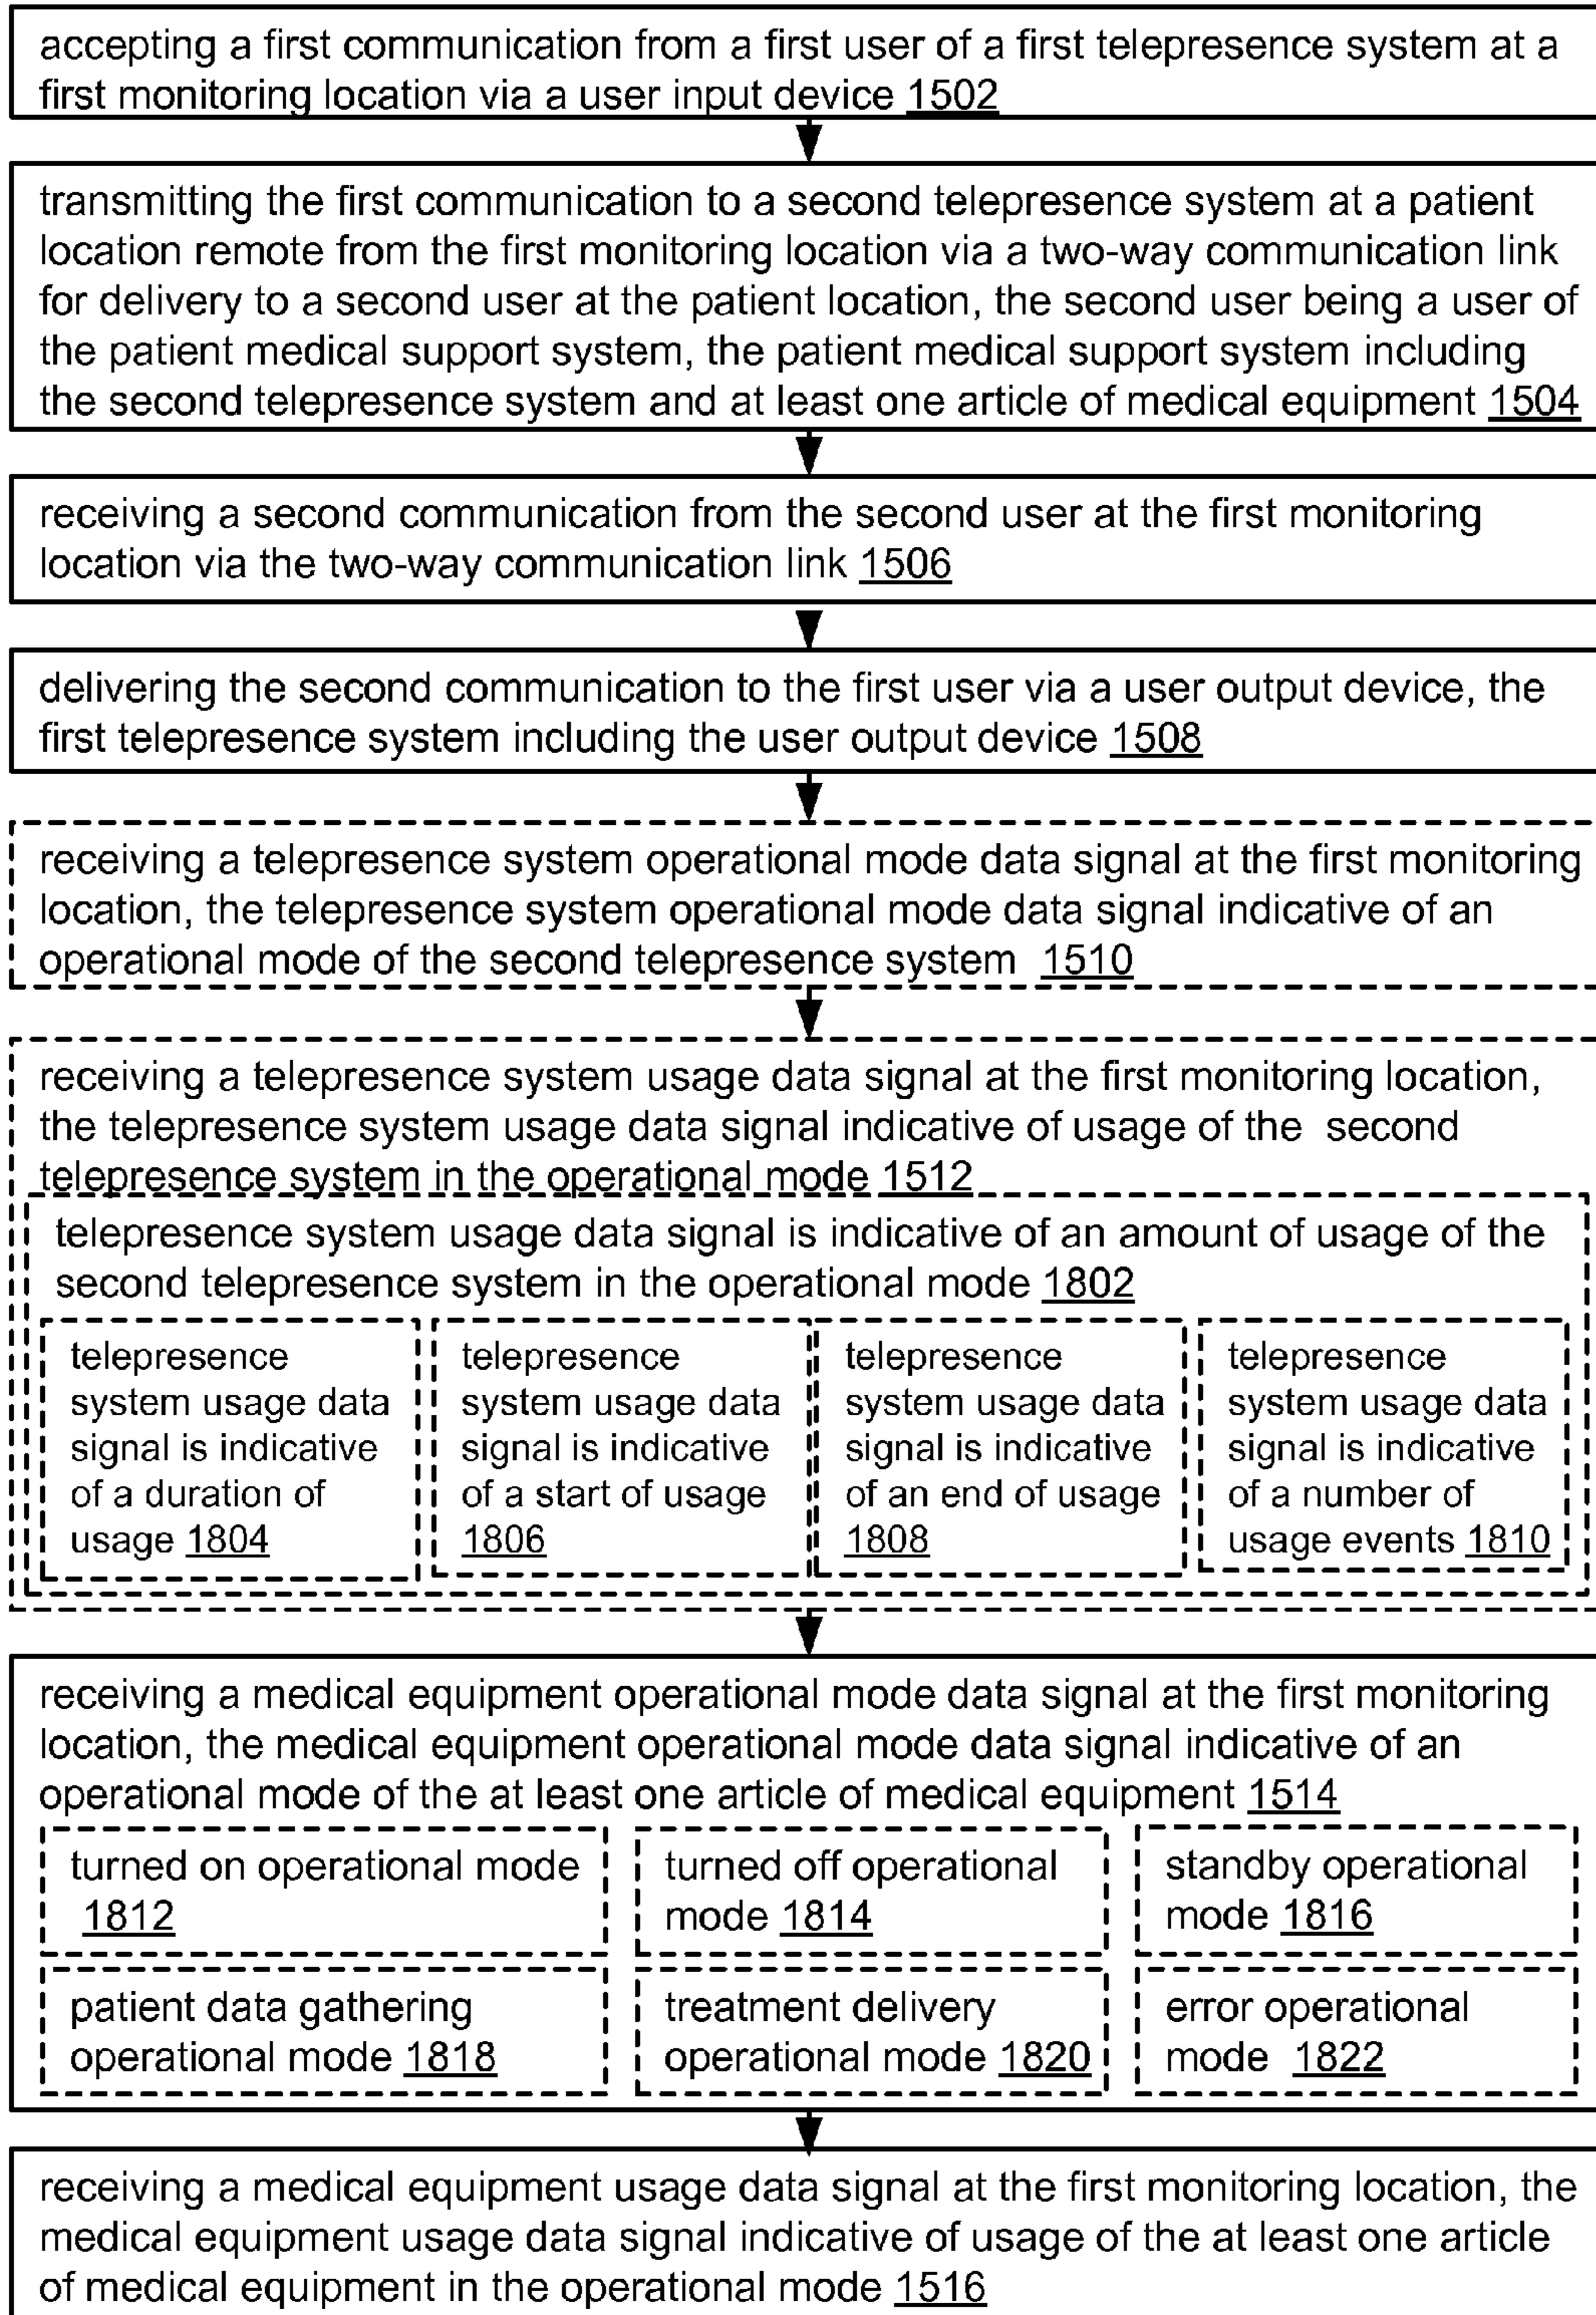 accepting a first communication from a first user of a first telepresence system at a
first monitoring location via a user input device 1502
transmitting the first communication to a second telepresence system at a patient
location remote from the first monitoring location via a two-way communication link
for delivery to a second user at the patient location, the second user being a user of
the patient medical support system, the patient medical support system including
the second telepresence system and at least one article of medical equipment 1504
receiving a second communication from the second user at the first monitoring
location via the two-way communication link 1506
delivering the second communication to the first user via a user output device, the
first telepresence system including the user output device 1508
receiving a telepresence system operational mode data signal at the first monitoring
location, the telepresence system operational mode data signal indicative of an
operational mode of the second telepresence system 1510
receiving a telepresence system usage data signal at the first monitoring location,
the telepresence system usage data signal indicative of usage of the second
telepresence system in the operational mode 1512
telepresence system usage data signal is indicative of an amount of usage of the
second telepresence system in the operational mode 1802
telepresence
system usage data
signal is indicative
of a duration of
usage 1804
telepresence
system usage data
signal is indicative
of a start of usage
1806
telepresence
system usage data
signal is indicative
of an end of usage
1808
telepresence
system usage data
signal is indicative
of a number of
usage events 1810
receiving a medical equipment operational mode data signal at the first monitoring
location, the medical equipment operational mode data signal indicative of an
operational mode of the at least one article of medical equipment 1514
turned on operational mode
1812
turned off operational
mode 1814
standby operational
mode 1816
patient data gathering
operational mode 1818
treatment delivery
operational mode 1820
error operational
mode 1822
receiving a medical equipment usage data signal at the first monitoring location, the
medical equipment usage data signal indicative of usage of the at least one article
of medical equipment in the operational mode 1516